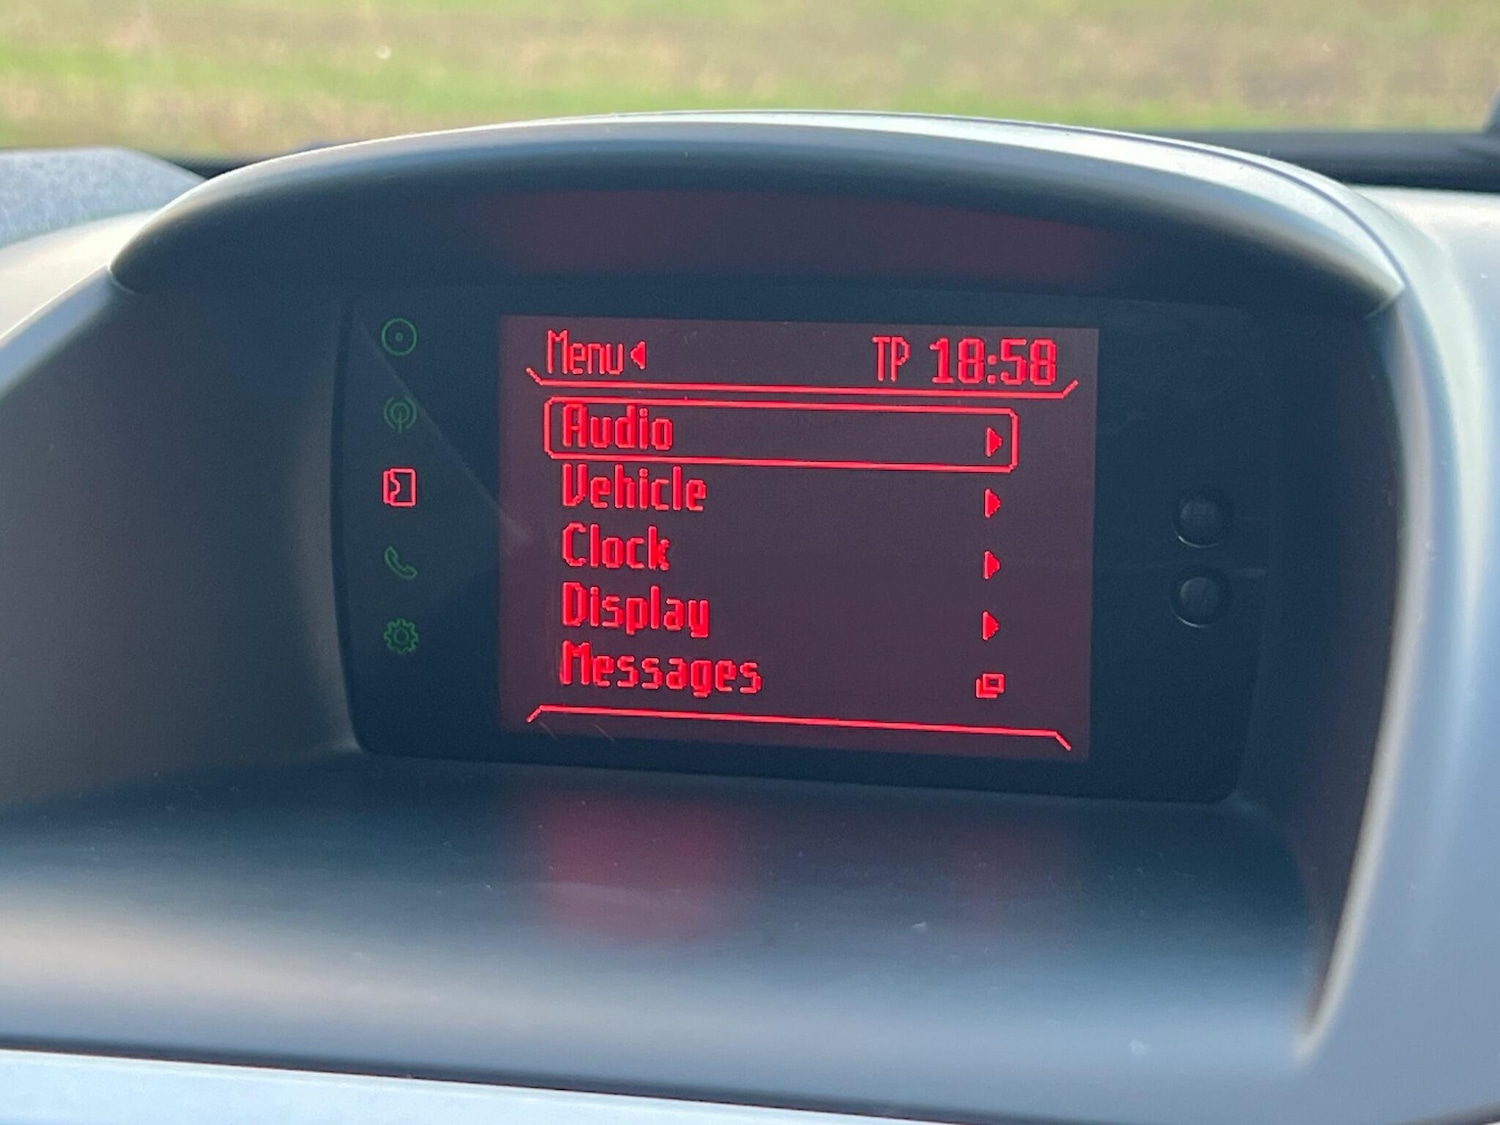 Menu TP 18:58
Audio
Vehicle
Clock
Display
Messages